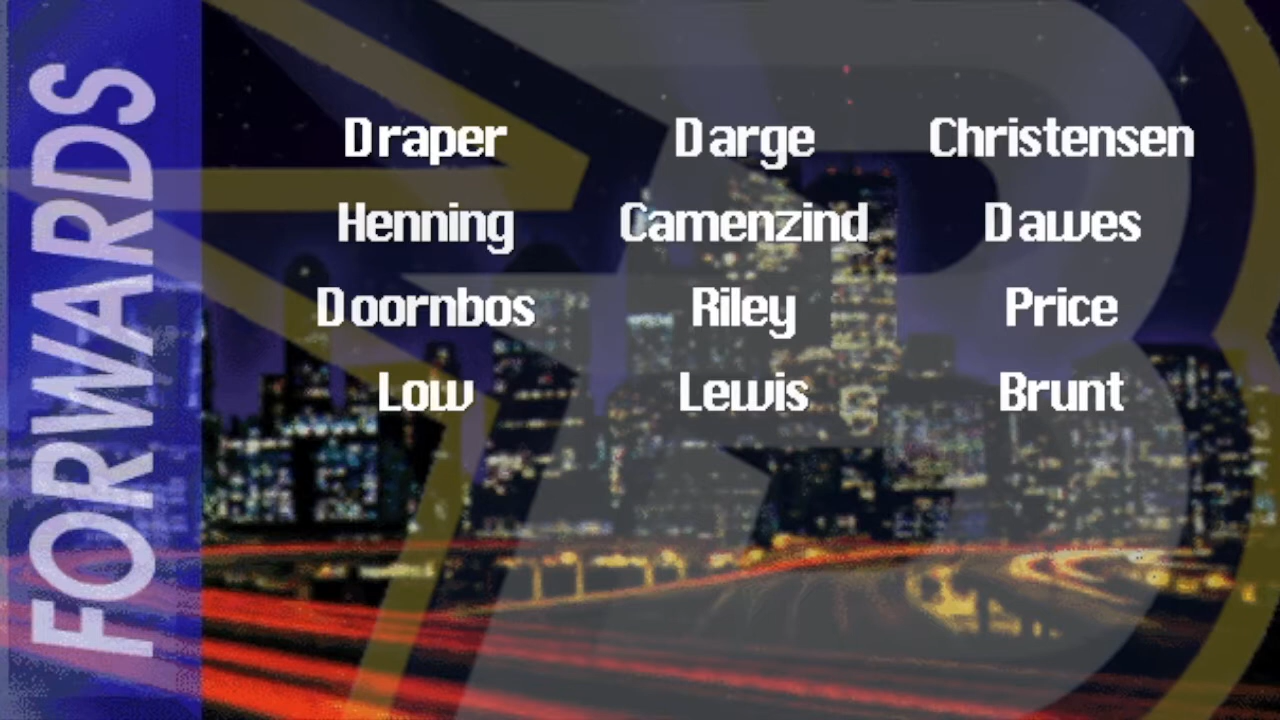 FORWARDS
Draper Darge Christensen
Henning Camenzind Dawes
Doornbos Riley Price
Low Lewis Brunt